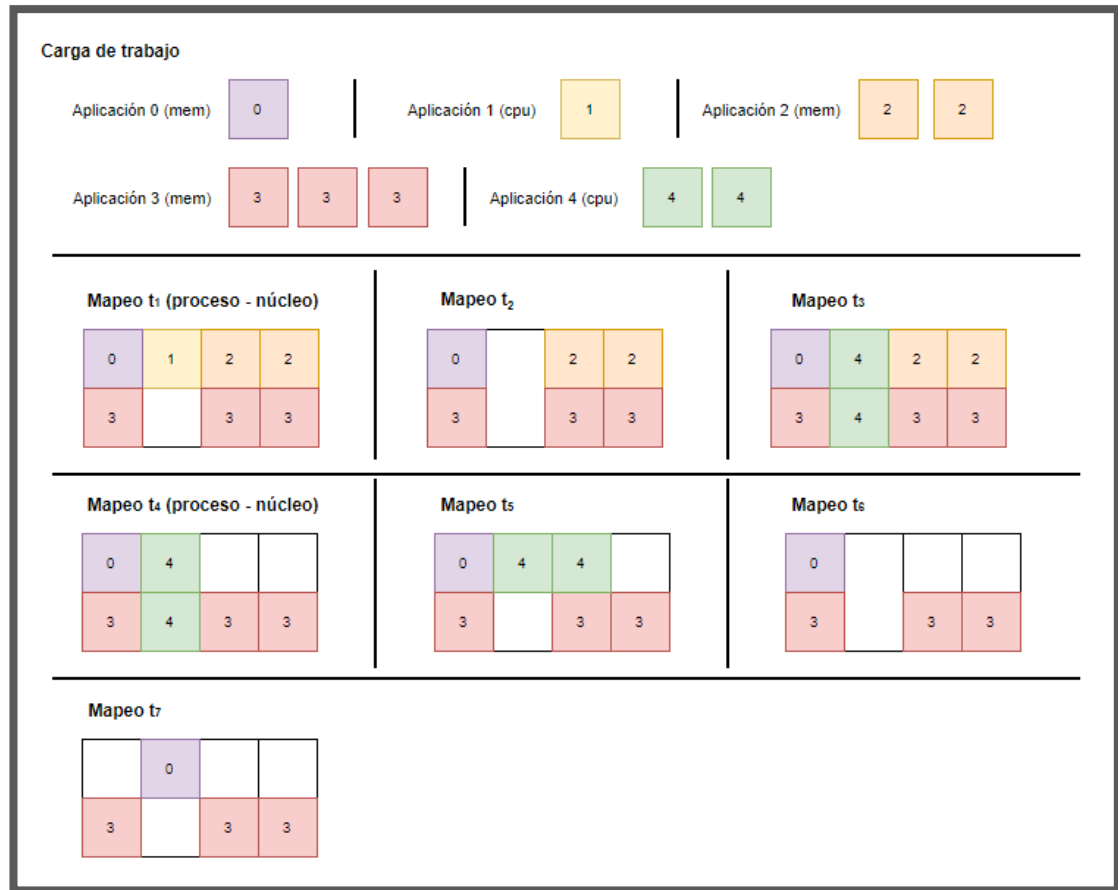 Carga de trabajo
Aplicación 0 (mem) 0 Aplicación 1 (cpu) 1 Aplicación 2 (mem) 2 2
Aplicación 3 (mem) 3 3 3 Aplicación 4 (cpu) 4 4
Mapeo t1 (proceso - núcleo) Mapeo t2 Mapeo t3
0 1 2 2 0 2 2 0 4 2 2
3 3 3 3 3 3 3 4 3 3
Mapeo t4 (proceso - núcleo) Mapeo t5 Mapeo t6
0 4 0 4 4 0
3 4 3 3 3 3 3 3 3 3
Mapeo t7
0
3 3 3